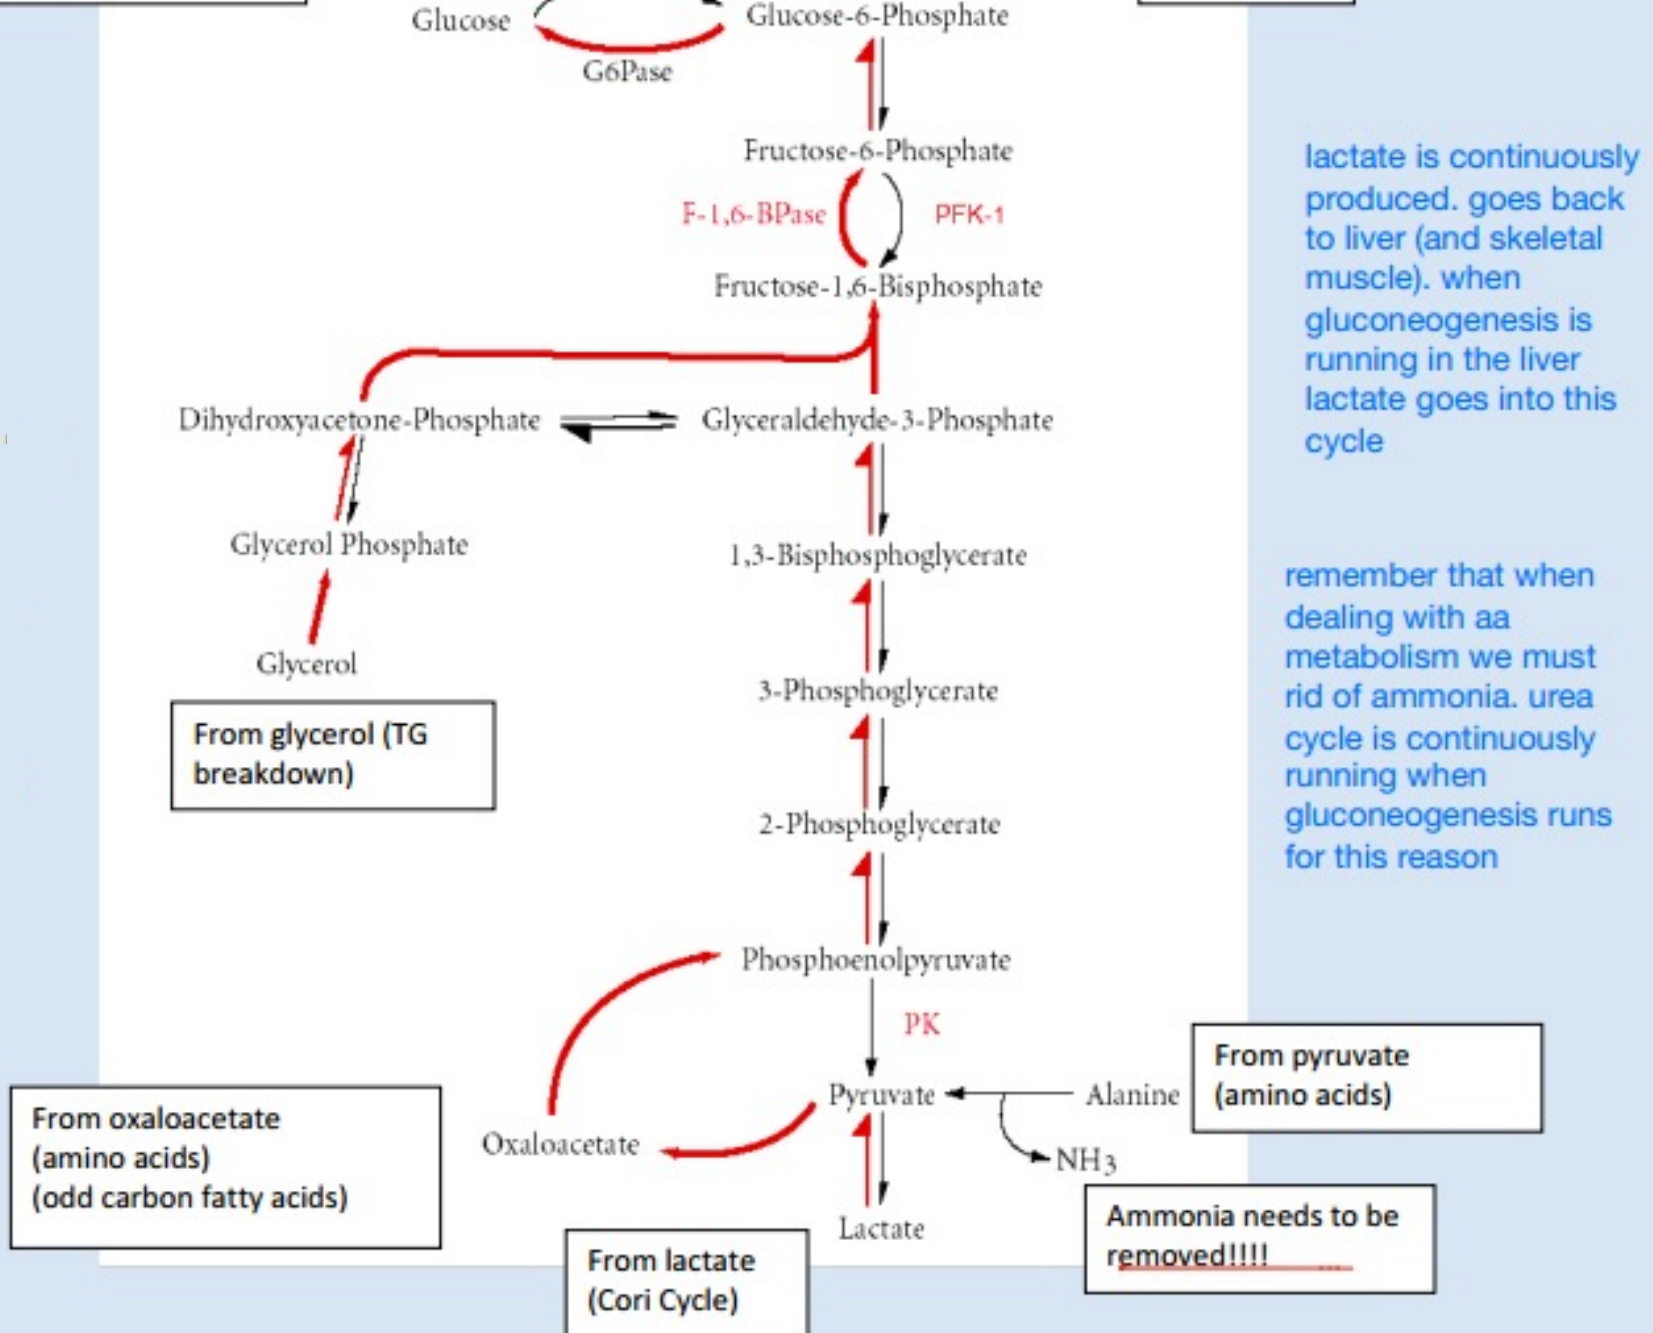 Glucose
Glucose-6-Phosphate
G6Pase
Fructose-6-Phosphate
F-1,6-BPase
PFK-1
Fructose-1,6-Bisphosphate
Dihydroxyacetone-Phosphate
Glyceraldehyde-3-Phosphate
Glycerol Phosphate
1,3-Bisphosphoglycerate
Glycerol
3-Phosphoglycerate
From glycerol (TG
breakdown)
2-Phosphoglycerate
Phosphoenolpyruvate
PK
Pyruvate
Alanine
From pyruvate
(amino acids)
From oxaloacetate
(amino acids)
(odd carbon fatty acids)
Oxaloacetate
NH3
Lactate
Ammonia needs to be
removed!!!!
From lactate
(Cori Cycle)
lactate is continuously
produced. goes back
to liver (and skeletal
muscle). when
gluconeogenesis is
running in the liver
lactate goes into this
cycle
remember that when
dealing with aa
metabolism we must
rid of ammonia. urea
cycle is continuously
running when
gluconeogenesis runs
for this reason